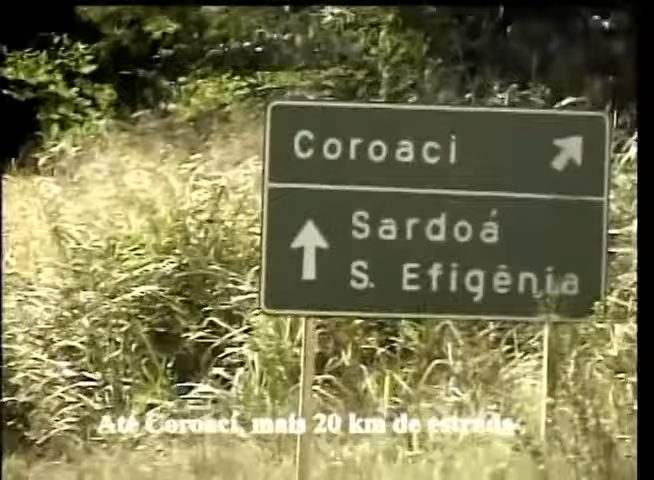 Coroaci
Sardoá
S. Efigênia
Até Coroaci, mais 20 km de estrada.